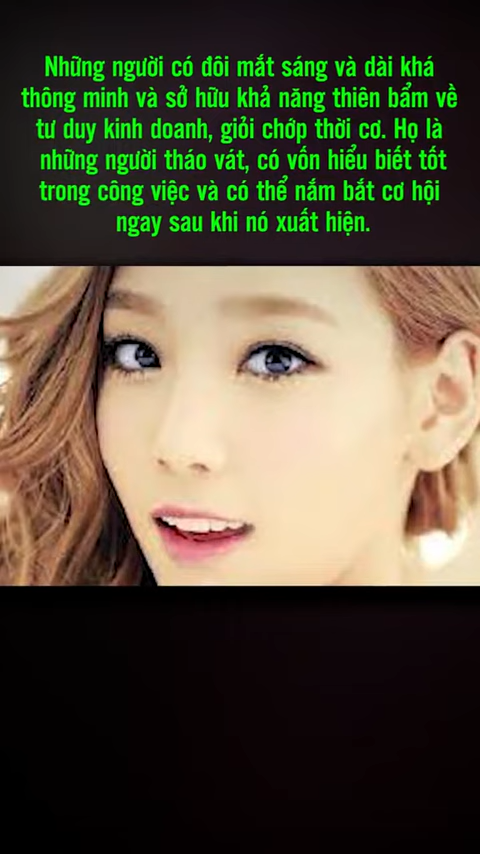 Những người có đôi mắt sáng và dài khá
thông minh và sở hữu khả năng thiên bẩm về
tư duy kinh doanh, giỏi chớp thời cơ. Họ là
những người tháo vát, có vốn hiểu biết tốt
trong công việc và có thể nắm bắt cơ hội
ngay sau khi nó xuất hiện.